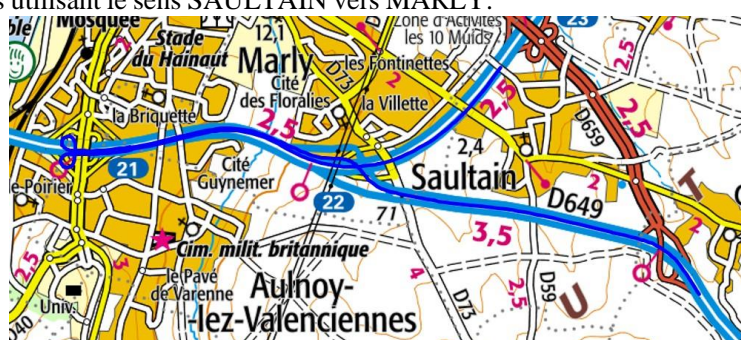 s utilisant le sens SAULTAIN vers MARLY.
Mosquée
Stade
du Hainaut
12,1
Zone d'Activités
les 10 Muids
23
Marly
les Fontinettes
D73
2
2,5
Cité
des Floralies
la Villette
2,5
2,5
D659
la Briquette
2,5
2,4
21
Cité
Guynemer
Saultain
le-Poirier
22
71
D649
2
T
2
3,5
Cim. milit. britannique
2,5
3
le Pavé
de Varenne
Aulnoy-
-lez-Valenciennes
4
D73
2,5
D59
U
Univ.